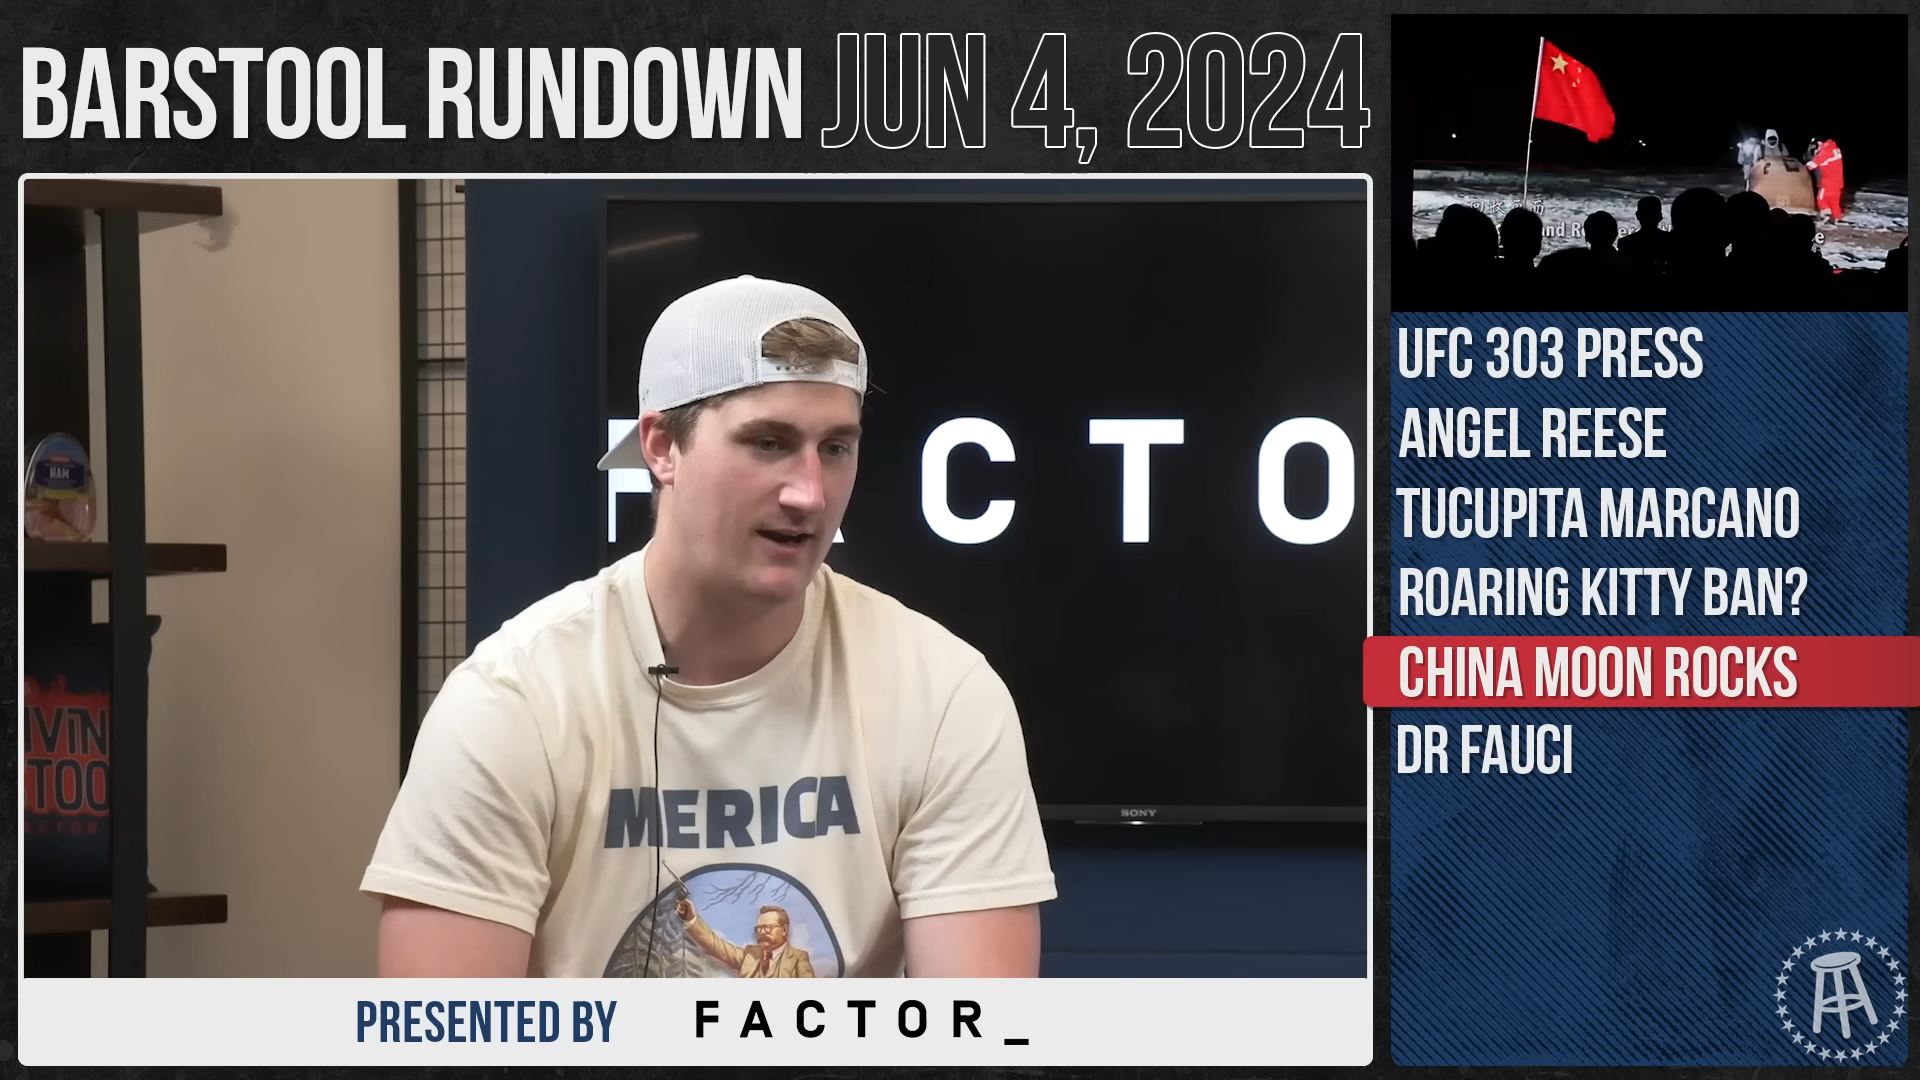 BARSTOOL RUNDOWN JUN 4, 2024
UFC 303 PRESS
ANGEL REESE
TUCUPITA MARCANO
ROARING KITTY BAN?
CHINA MOON ROCKS
DR FAUCI
HAM
C T O
SONY
MERICA
PRESENTED BY FACTOR_